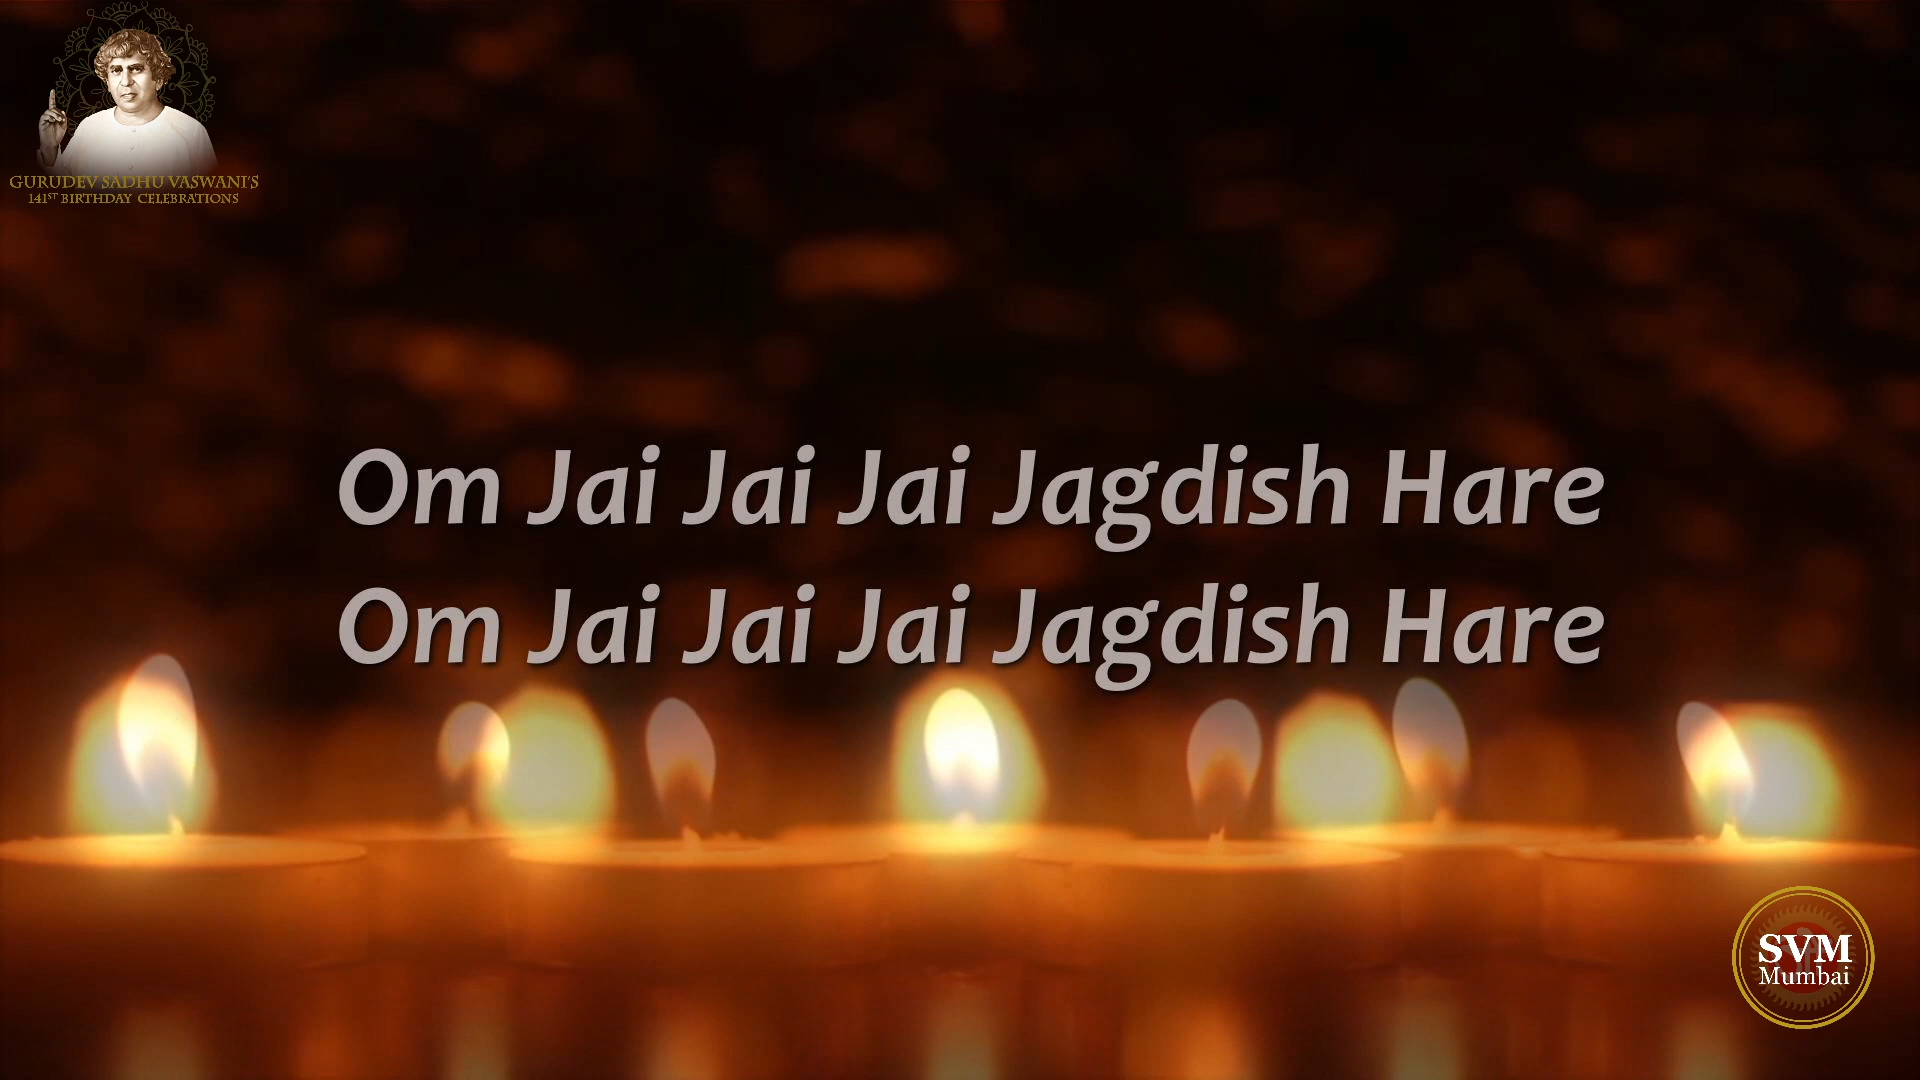 GURUDEV SADHU VASWANI'S
141ST BIRTHDAY CELEBRATIONS
Om Jai Jai Jai Jagdish Hare
Om Jai Jai Jai Jagdish Hare
SVM
Mumbai